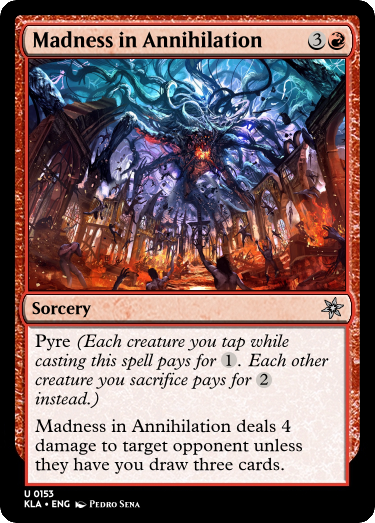 Madness in Annihilation 3
Sorcery
Pyre (Each creature you tap while
casting this spell pays for 1. Each other
creature you sacrifice pays for 2
instead.)
Madness in Annihilation deals 4
damage to target opponent unless
they have you draw three cards.
U 0153
KLA • ENG Pedro Sena